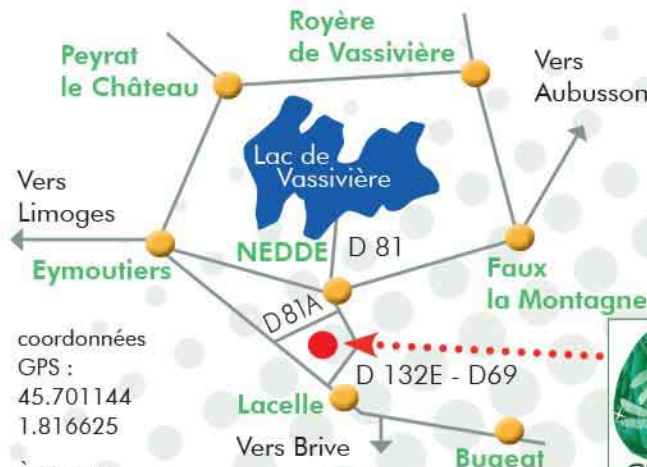 Royère
de Vassivière
Peyrat
le Château
Vers
Aubusson
Lac de
Vassivière
Vers
Limoges
NEDDE
D 81
Eymoutiers
Faux
la Montagne
D81A
coordonnées
GPS :
45.701144
1.816625
D 132E - D69
Lacelle
Vers Brive
Bugeat